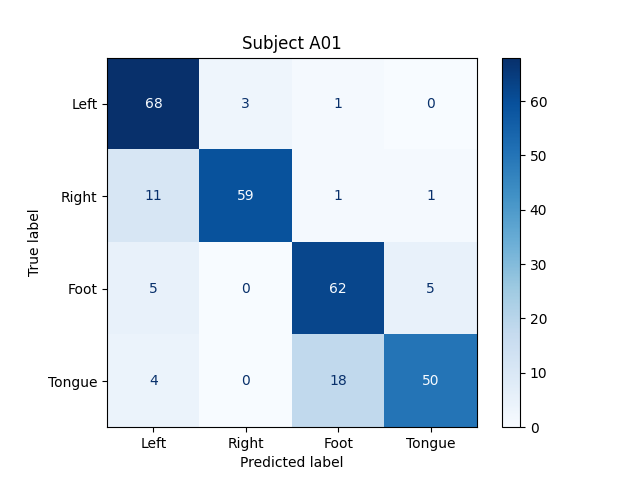 Subject A01
True label
Left 68 3 1 0
Right 11 59 1 1
Foot 5 0 62 5
Tongue 4 0 18 50
Left Right Foot Tongue
Predicted label
60
50
40
30
20
10
0